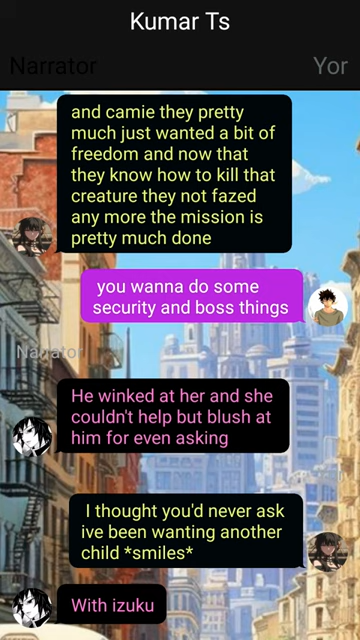 Kumar Ts
Narrator
Yor
and camie they pretty
much just wanted a bit of
freedom and now that
they know how to kill that
creature they not fazed
any more the mission is
pretty much done
you wanna do some
security and boss things
Narrator
He winked at her and she
couldn't help but blush at
him for even asking
I thought you'd never ask
ive been wanting another
child *smiles*
With izuku